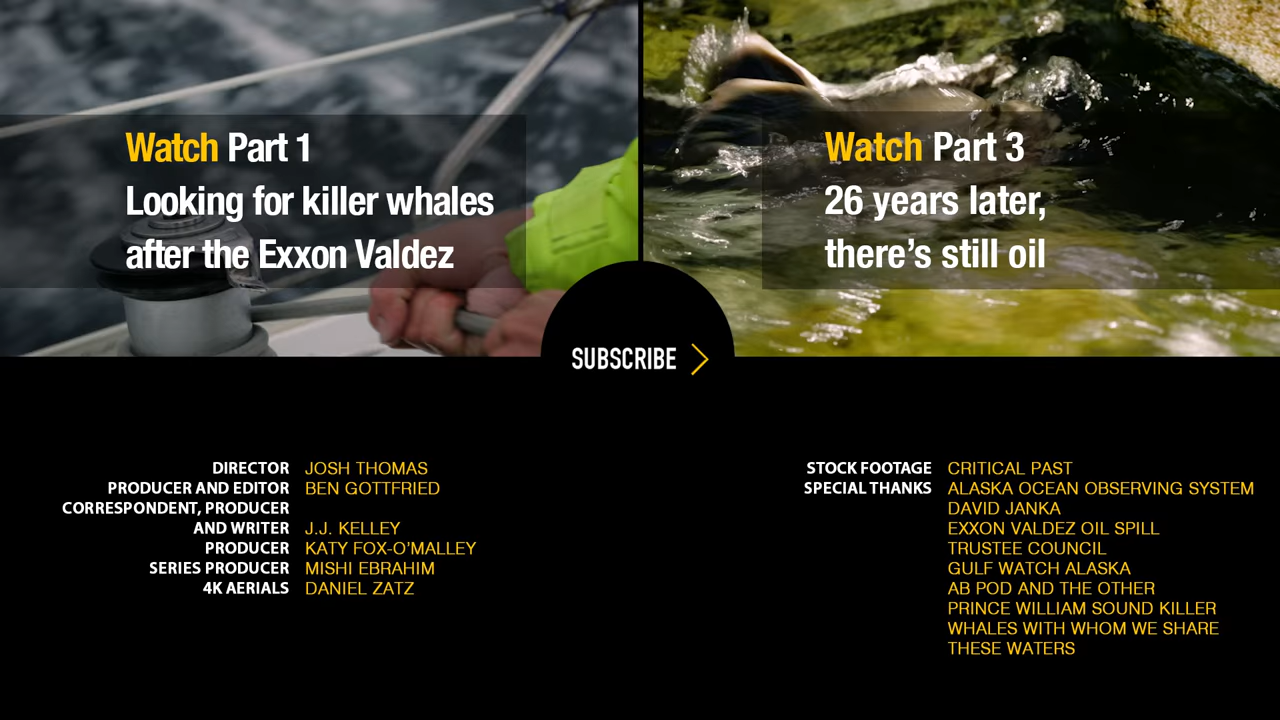 Watch Part 1
Looking for killer whales
after the Exxon Valdez
Watch Part 3
26 years later,
there's still oil
SUBSCRIBE
DIRECTOR JOSH THOMAS
PRODUCER AND EDITOR BEN GOTTFRIED
CORRESPONDENT, PRODUCER
AND WRITER J.J. KELLEY
PRODUCER KATY FOX-O'MALLEY
SERIES PRODUCER MISHI EBRAHIM
4K AERIALS DANIEL ZATZ
STOCK FOOTAGE CRITICAL PAST
SPECIAL THANKS ALASKA OCEAN OBSERVING SYSTEM
DAVID JANKA
EXXON VALDEZ OIL SPILL
TRUSTEE COUNCIL
GULF WATCH ALASKA
AB POD AND THE OTHER
PRINCE WILLIAM SOUND KILLER
WHALES WITH WHOM WE SHARE
THESE WATERS